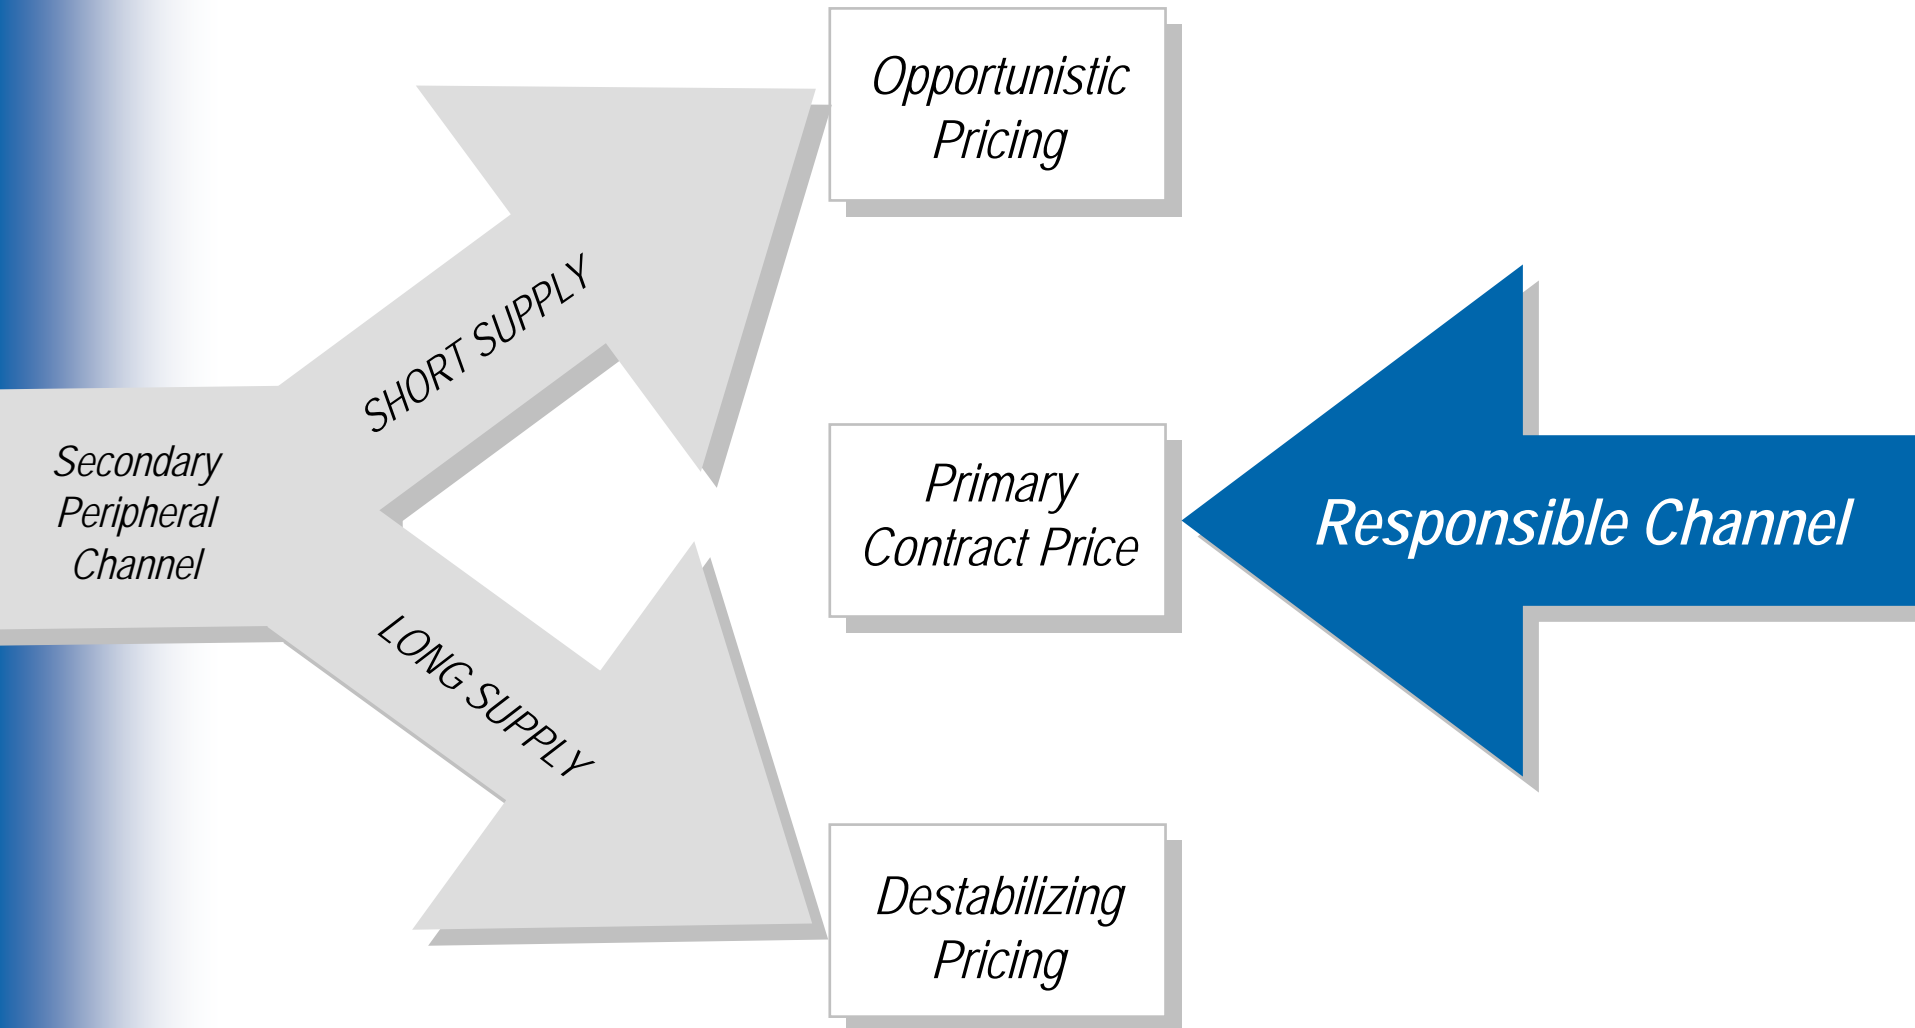 Opportunistic
Pricing
SHORT SUPPLY
Secondary
Peripheral
Channel
Primary
Contract Price
Responsible Channel
LONG SUPPLY
Destabilizing
Pricing